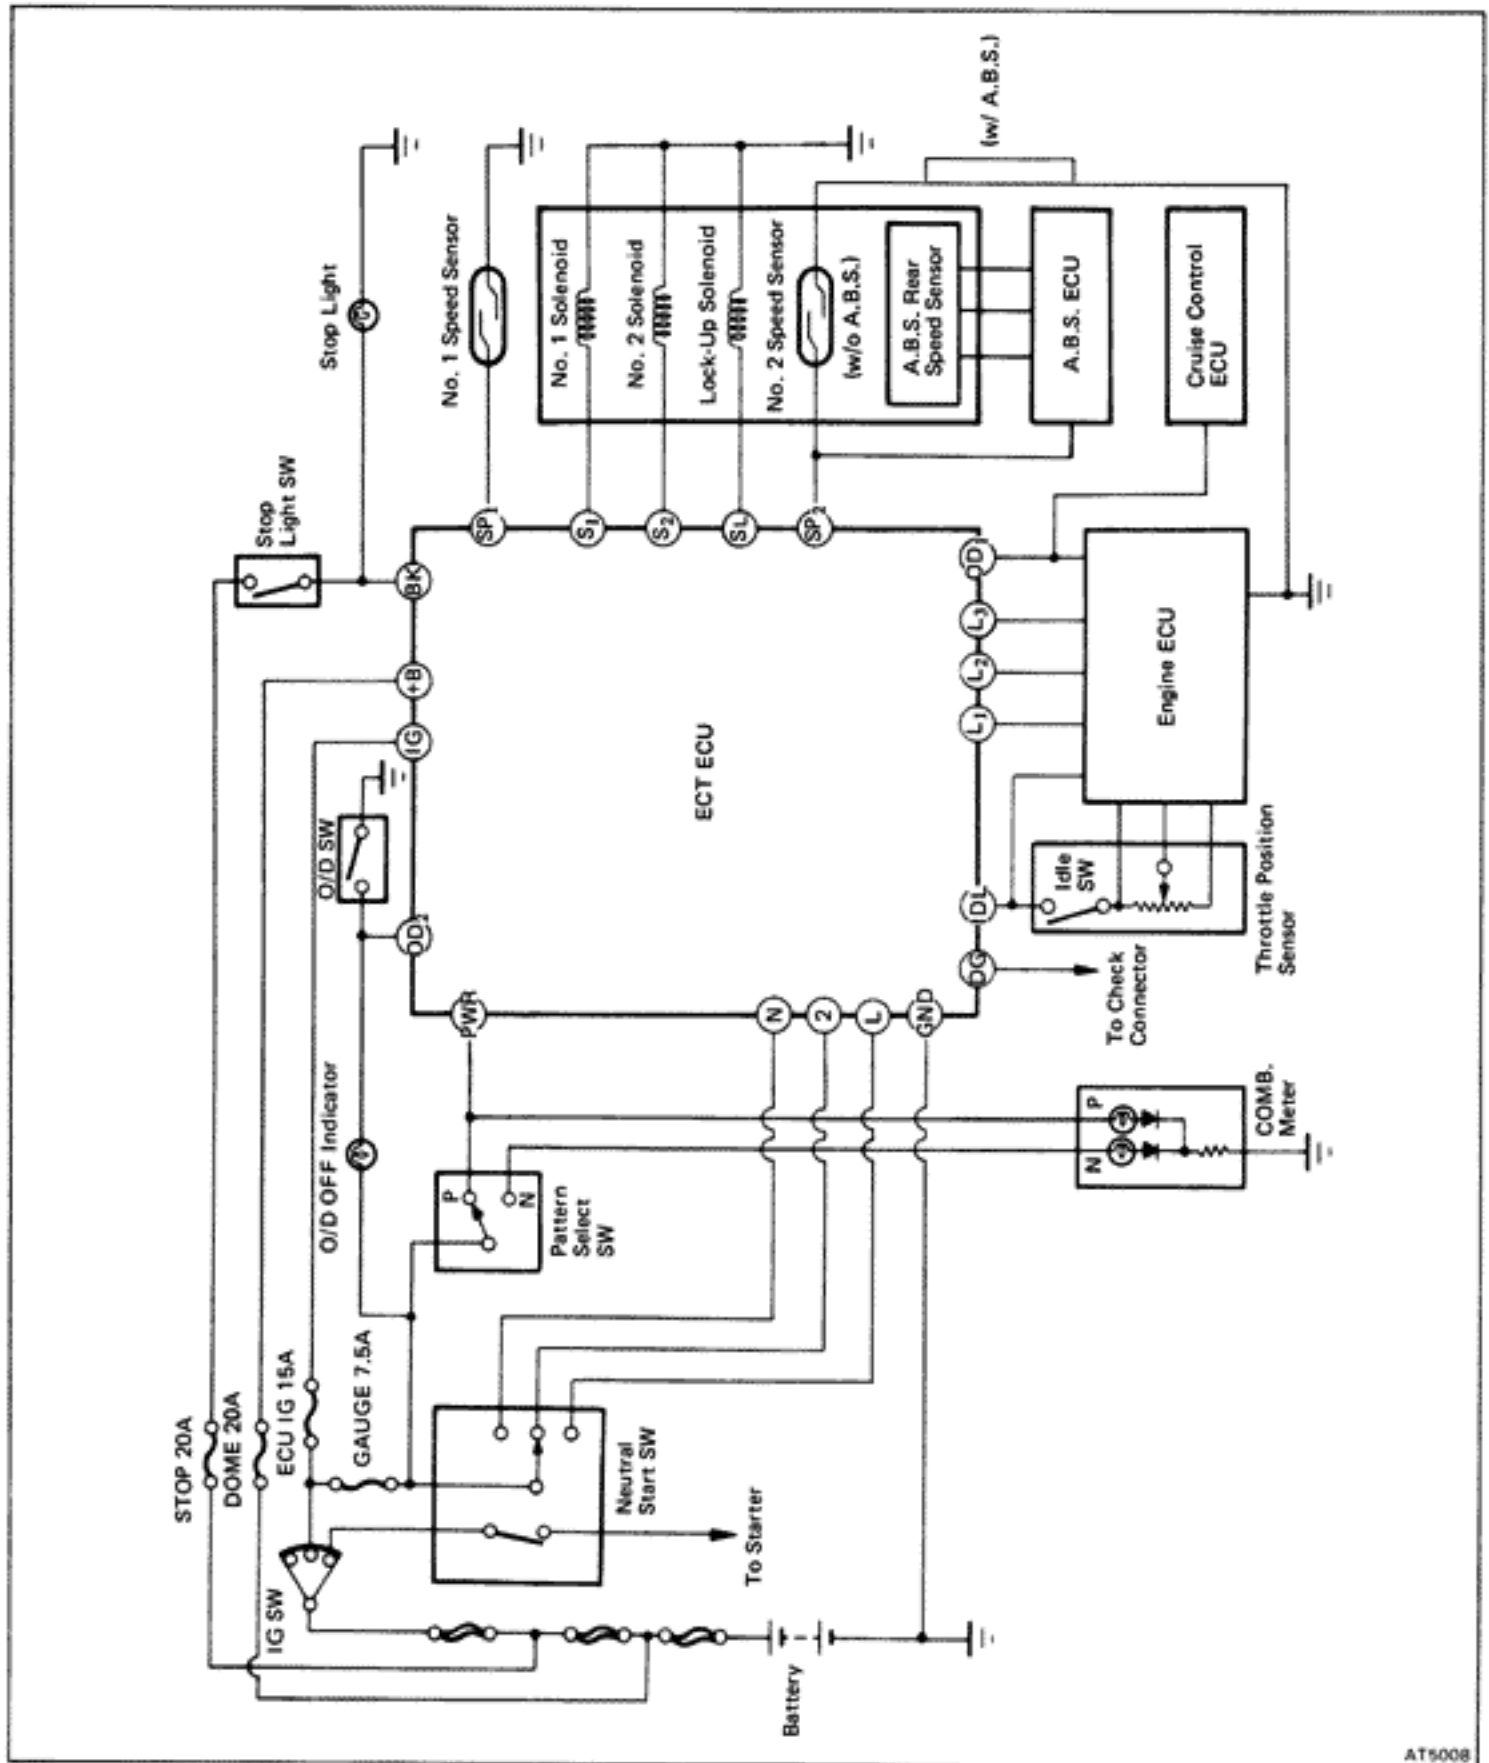 STOP 20A
DOME 20A
ECU IG 15A
GAUGE 7.5A
IG SW
Battery
To Starter
Neutral
Start SW
O/D OFF Indicator
Pattern
Select
SW
P
N
O/D SW
Stop
Light SW
Stop Light
No. 1 Speed Sensor
No. 1 Solenoid
No. 2 Solenoid
Lock-Up Solenoid
No. 2 Speed Sensor
(w/o A.B.S.)
A.B.S. Rear
Speed Sensor
A.B.S. ECU
(w/ A.B.S.)
Cruise Control
ECU
ECT ECU
PWR
OD2
IG
+B
BK
SP1
S1
S2
SL
SP2
OD1
L3
L2
L1
IDL
DG
GND
L
2
N
Engine ECU
Idle
SW
Throttle Position
Sensor
To Check
Connector
COMB.
Meter
N
P
AT5008